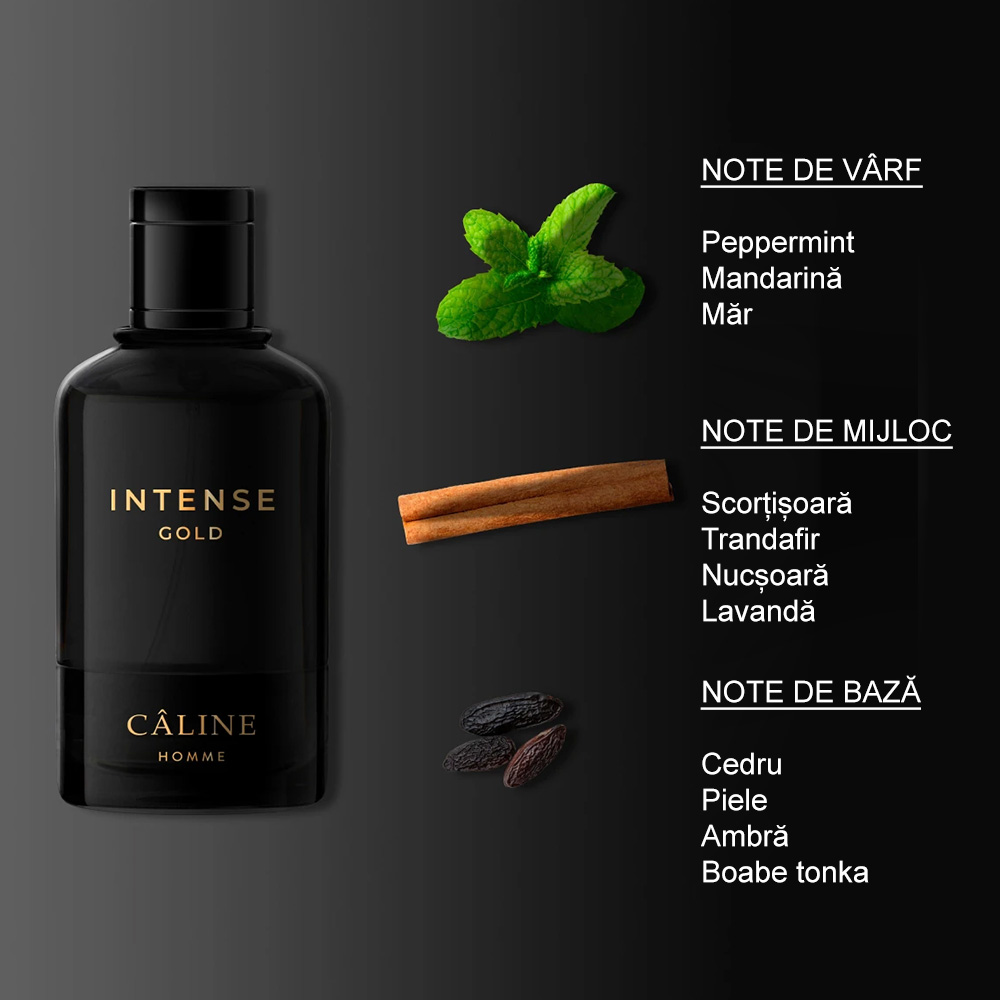 INTENSE
GOLD
CÂLINE
HOMME
NOTE DE VÂRF
Peppermint
Mandarină
Măr
NOTE DE MIJLOC
Scorțișoară
Trandafir
Nucșoară
Lavandă
NOTE DE BAZĂ
Cedru
Piele
Ambră
Boabe tonka